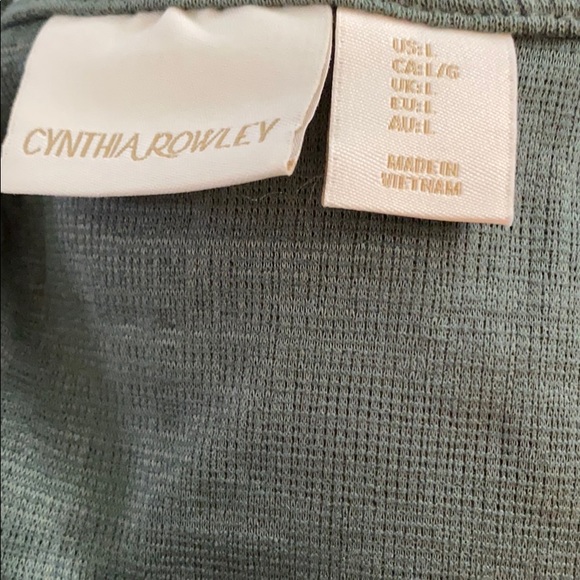 CYNTHIA ROWLEY
US: L
CA: L/G
UK: L
EU: L
AU: L
MADE IN
VIETNAM